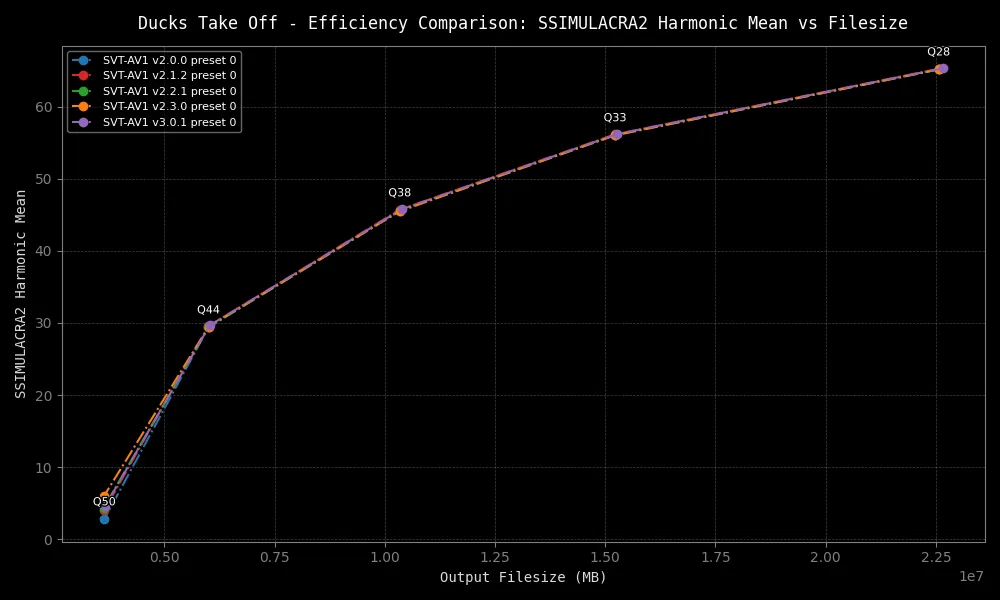 Ducks Take Off - Efficiency Comparison: SSIMULACRA2 Harmonic Mean vs Filesize
SVT-AV1 v2.0.0 preset 0
SVT-AV1 v2.1.2 preset 0
SVT-AV1 v2.2.1 preset 0
SVT-AV1 v2.3.0 preset 0
SVT-AV1 v3.0.1 preset 0
Q28
Q33
Q38
Q44
Q50
SSIMULACRA2 Harmonic Mean
60
50
40
30
20
10
0
0.50 0.75 1.00 1.25 1.50 1.75 2.00 2.25
1e7
Output Filesize (MB)